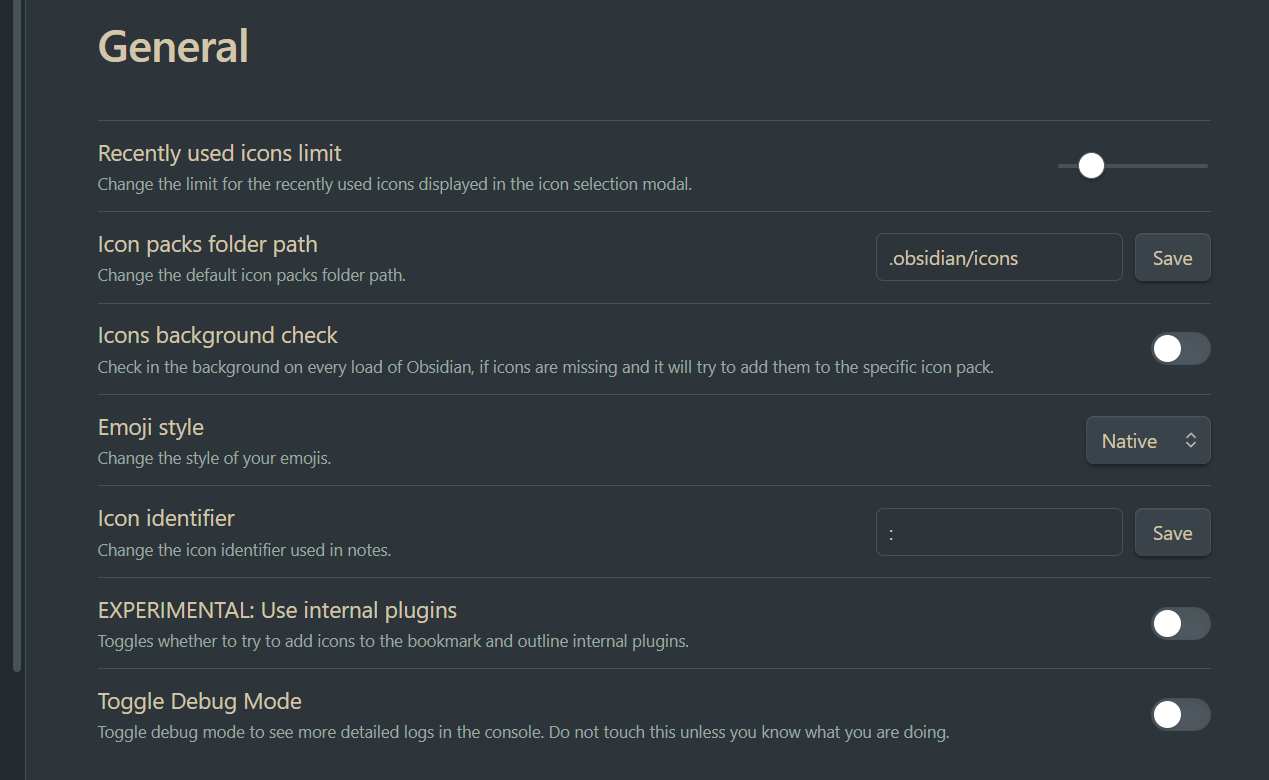 General
Recently used icons limit
Change the limit for the recently used icons displayed in the icon selection modal.
Icon packs folder path
Change the default icon packs folder path.
.obsidian/icons
Save
Icons background check
Check in the background on every load of Obsidian, if icons are missing and it will try to add them to the specific icon pack.
Emoji style
Change the style of your emojis.
Native
Icon identifier
Change the icon identifier used in notes.
:
Save
EXPERIMENTAL: Use internal plugins
Toggles whether to try to add icons to the bookmark and outline internal plugins.
Toggle Debug Mode
Toggle debug mode to see more detailed logs in the console. Do not touch this unless you know what you are doing.